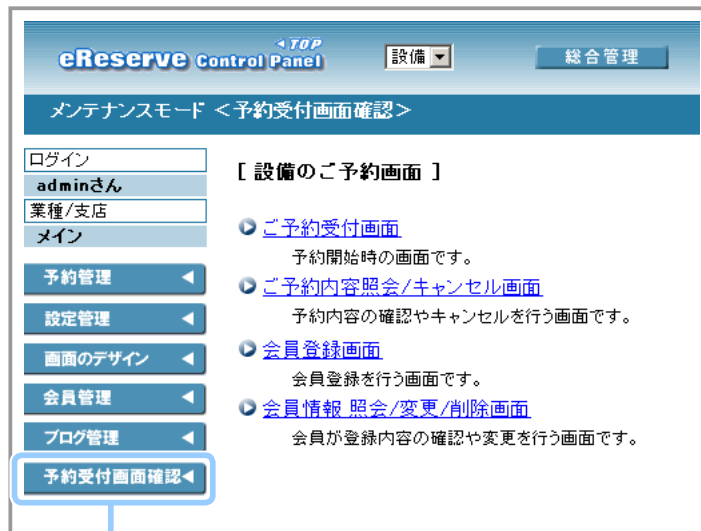 ◀TOP
eReserve Control Panel
設備
総合管理
メンテナンスモード <予約受付画面確認>
ログイン
adminさん
業種/支店
メイン
予約管理
設定管理
画面のデザイン
会員管理
ブログ管理
予約受付画面確認
[ 設備のご予約画面 ]
ご予約受付画面
予約開始時の画面です。
ご予約内容照会/キャンセル画面
予約内容の確認やキャンセルを行う画面です。
会員登録画面
会員登録を行う画面です。
会員情報 照会/変更/削除画面
会員が登録内容の確認や変更を行う画面です。